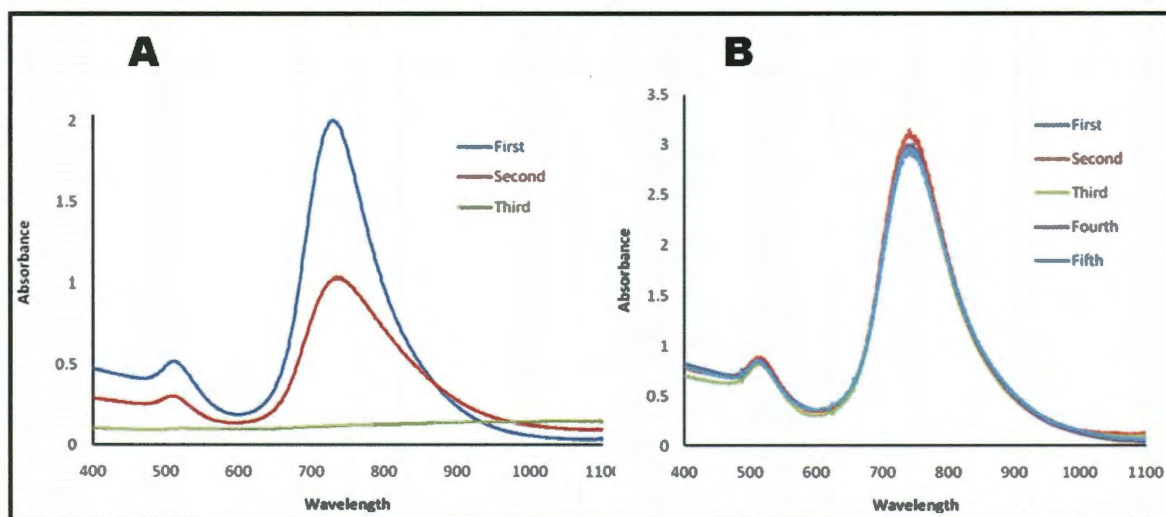 A
2
1.5
1
0.5
0
Absorbance
400 500 600 700 800 900 1000 110
Wavelength
First
Second
Third
B
3.5
3
2.5
2
1.5
1
0.5
0
Absorbance
400 500 600 700 800 900 1000 1100
Wavelength
First
Second
Third
Fourth
Fifth